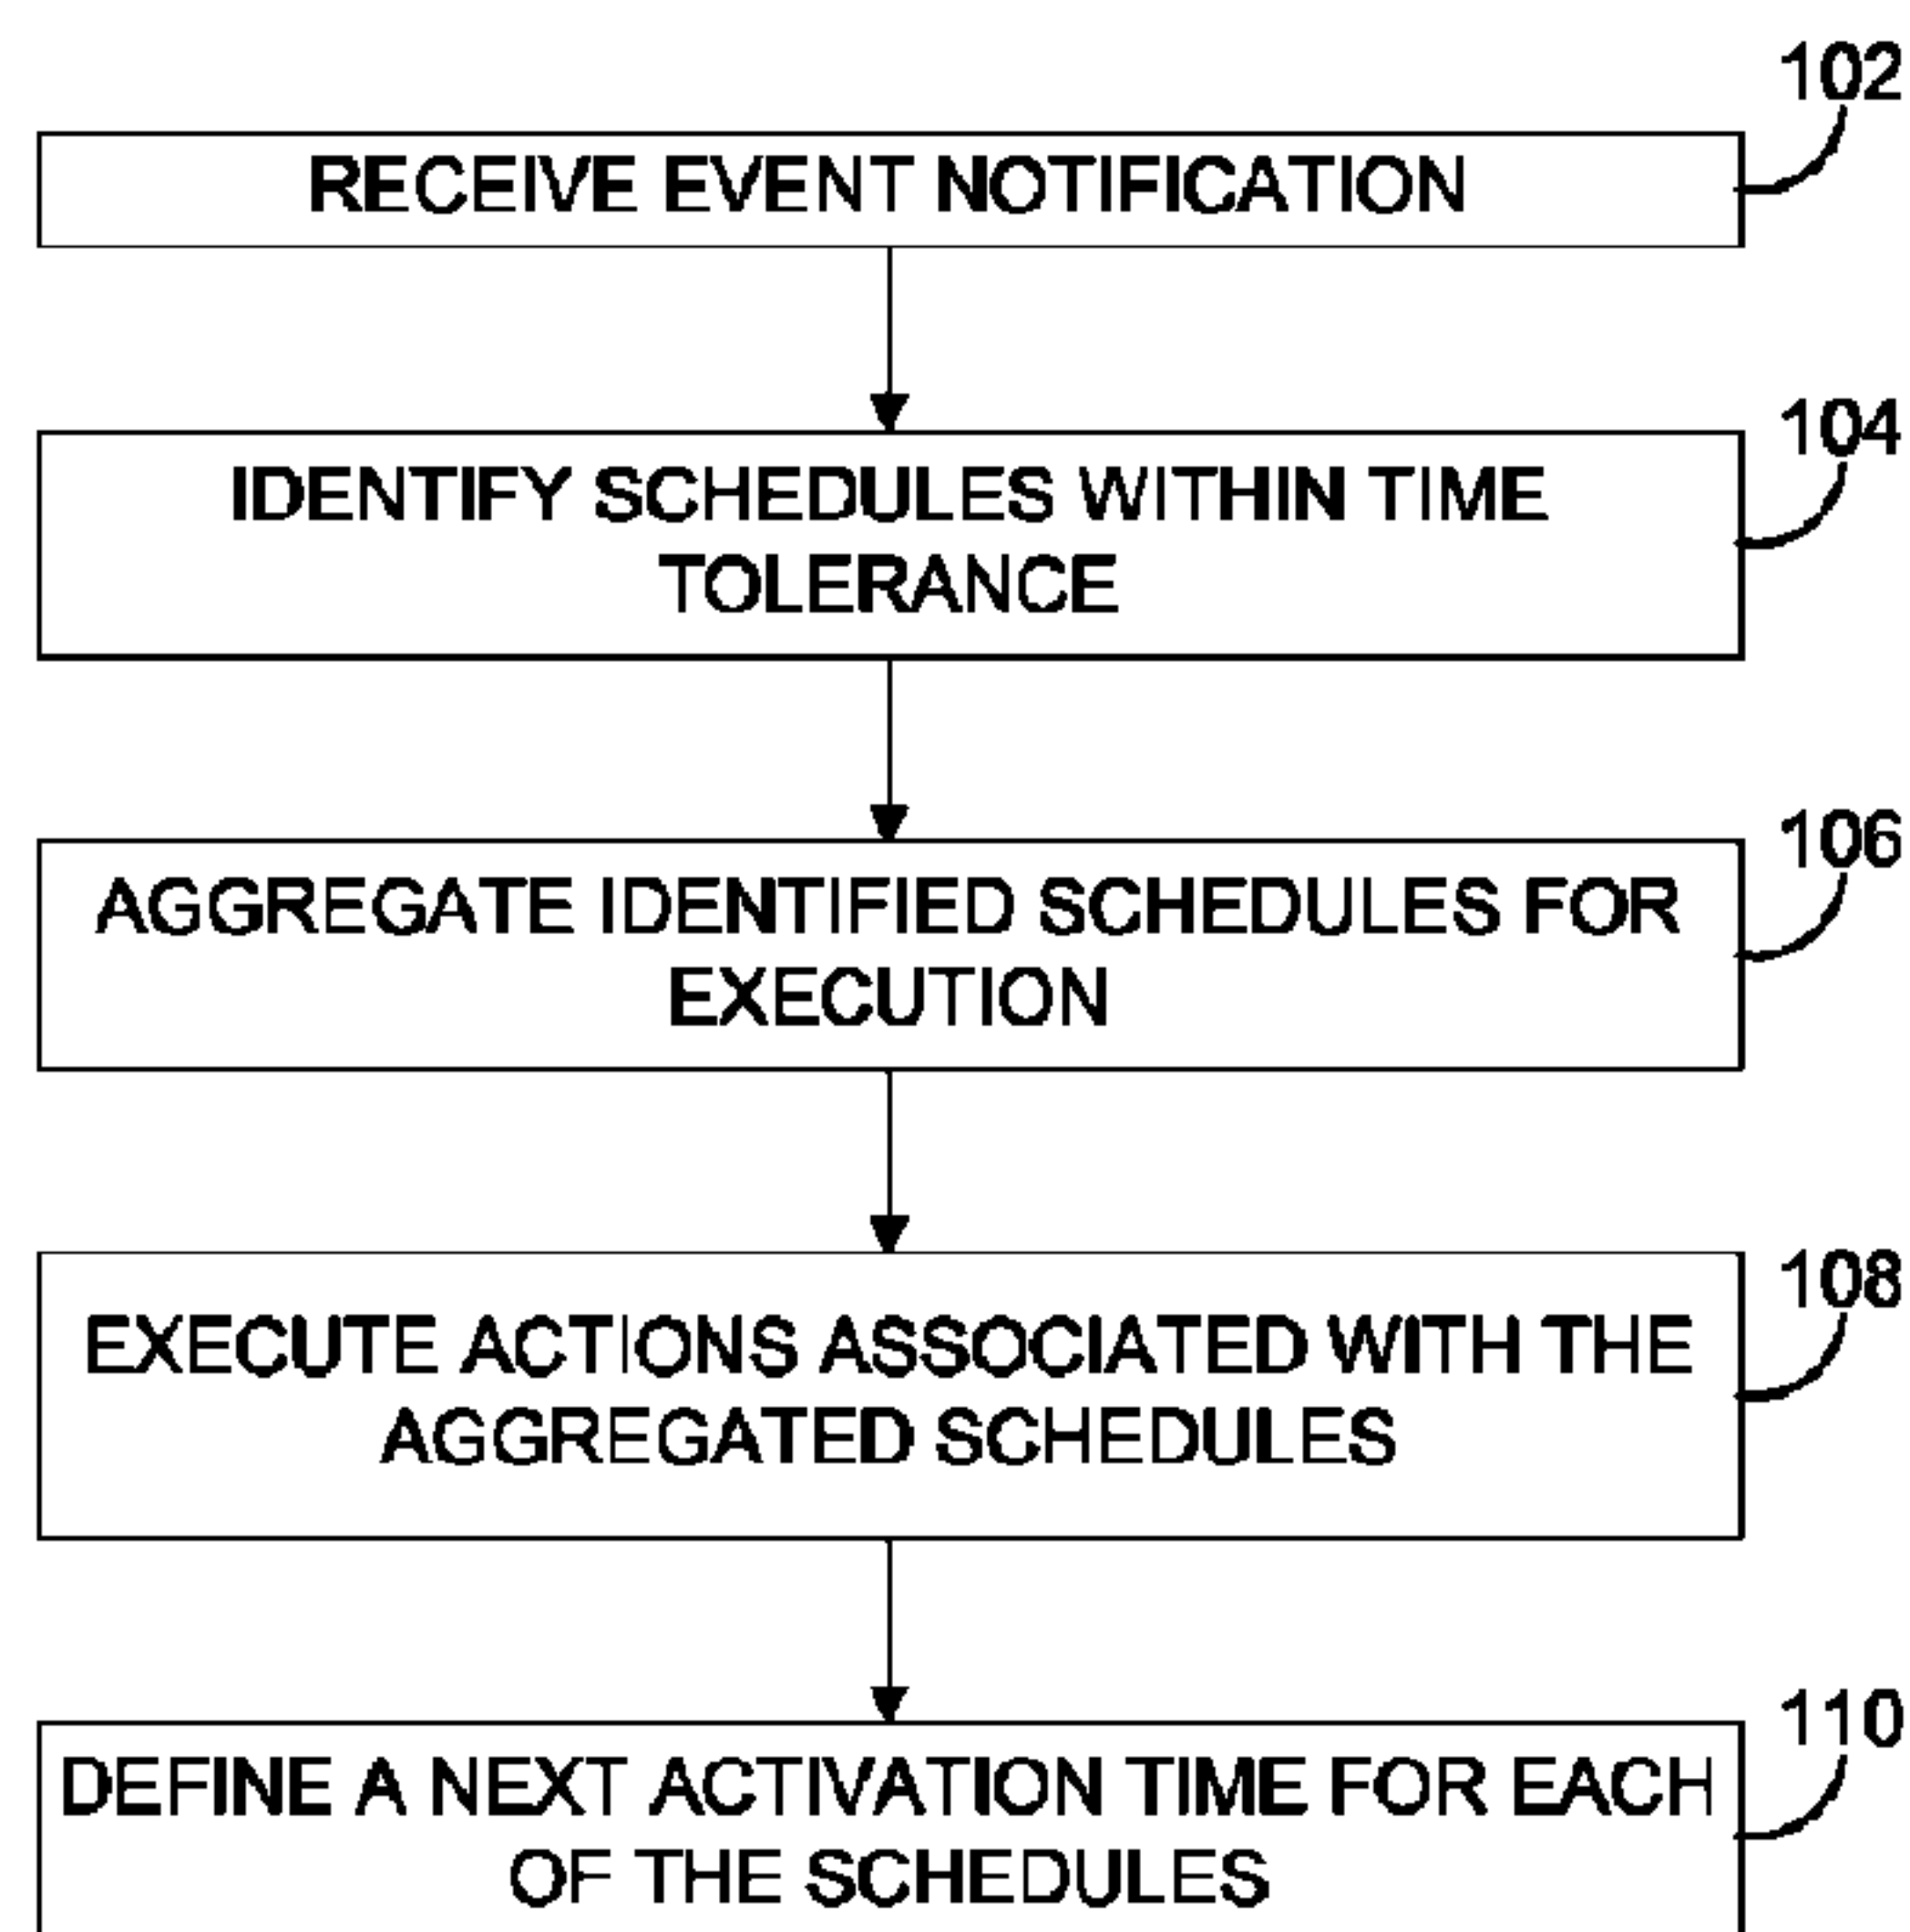 102
RECEIVE EVENT NOTIFICATION
104
IDENTIFY SCHEDULES WITHIN TIME
TOLERANCE
106
AGGREGATE IDENTIFIED SCHEDULES FOR
EXECUTION
108
EXECUTE ACTIONS ASSOCIATED WITH THE
AGGREGATED SCHEDULES
110
DEFINE A NEXT ACTIVATION TIME FOR EACH
OF THE SCHEDULES